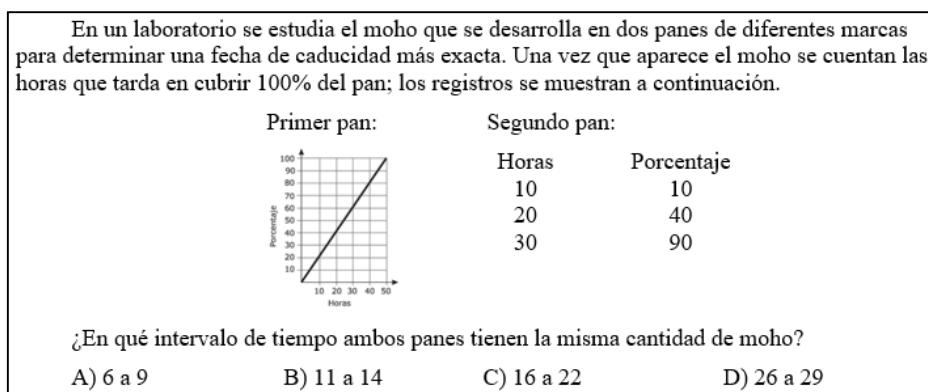 En un laboratorio se estudia el moho que se desarrolla en dos panes de diferentes marcas
para determinar una fecha de caducidad más exacta. Una vez que aparece el moho se cuentan las
horas que tarda en cubrir 100% del pan; los registros se muestran a continuación.
Primer pan: Segundo pan:
100
90
80
70
60
50
40
30
20
10
Porcentaje
10 20 30 40 50
Horas
Horas Porcentaje
10 10
20 40
30 90
¿En qué intervalo de tiempo ambos panes tienen la misma cantidad de moho?
A) 6 a 9 B) 11 a 14 C) 16 a 22 D) 26 a 29